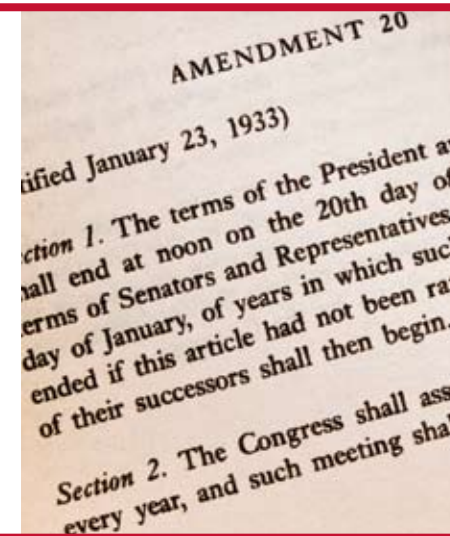 AMENDMENT 20
ified January 23, 1933)
ction 1. The terms of the President a
all end at noon on the 20th day of
erms of Senators and Representatives
day of January, of years in which suc
ended if this article had not been ra
of their successors shall then begin.
Section 2. The Congress shall ass
every year, and such meeting shal